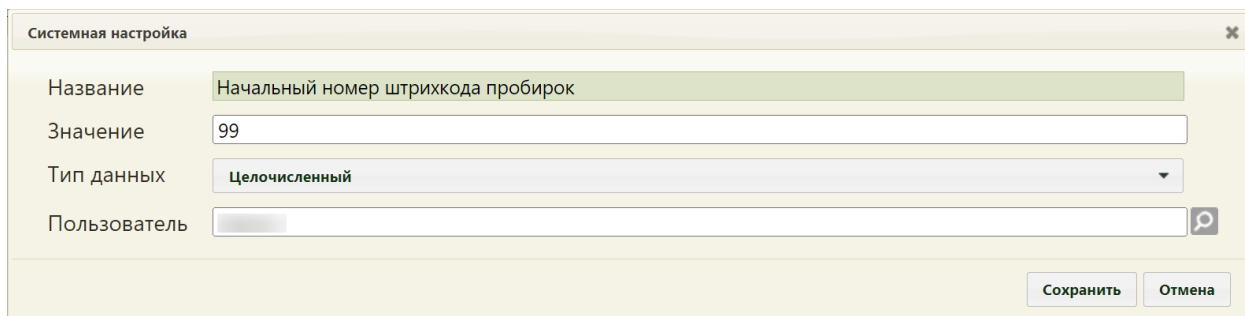 Системная настройка
Название Начальный номер штрихкода пробирок
Значение 99
Тип данных Целочисленный
Пользователь
Сохранить Отмена